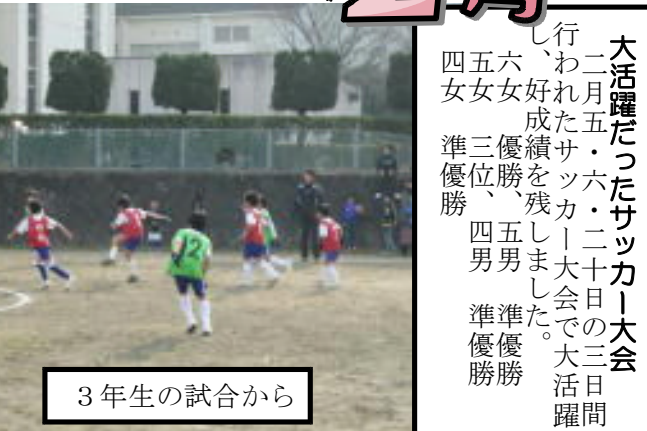 2月
大活躍だったサッカー大会
二月五・六・二十日の三日間
行われたサッカー大会で大活躍
し、好成績を残しました。
六女 優勝、五男 準優勝
五女 三位、四男 準優勝
四女 準優勝
2
3年生の試合から